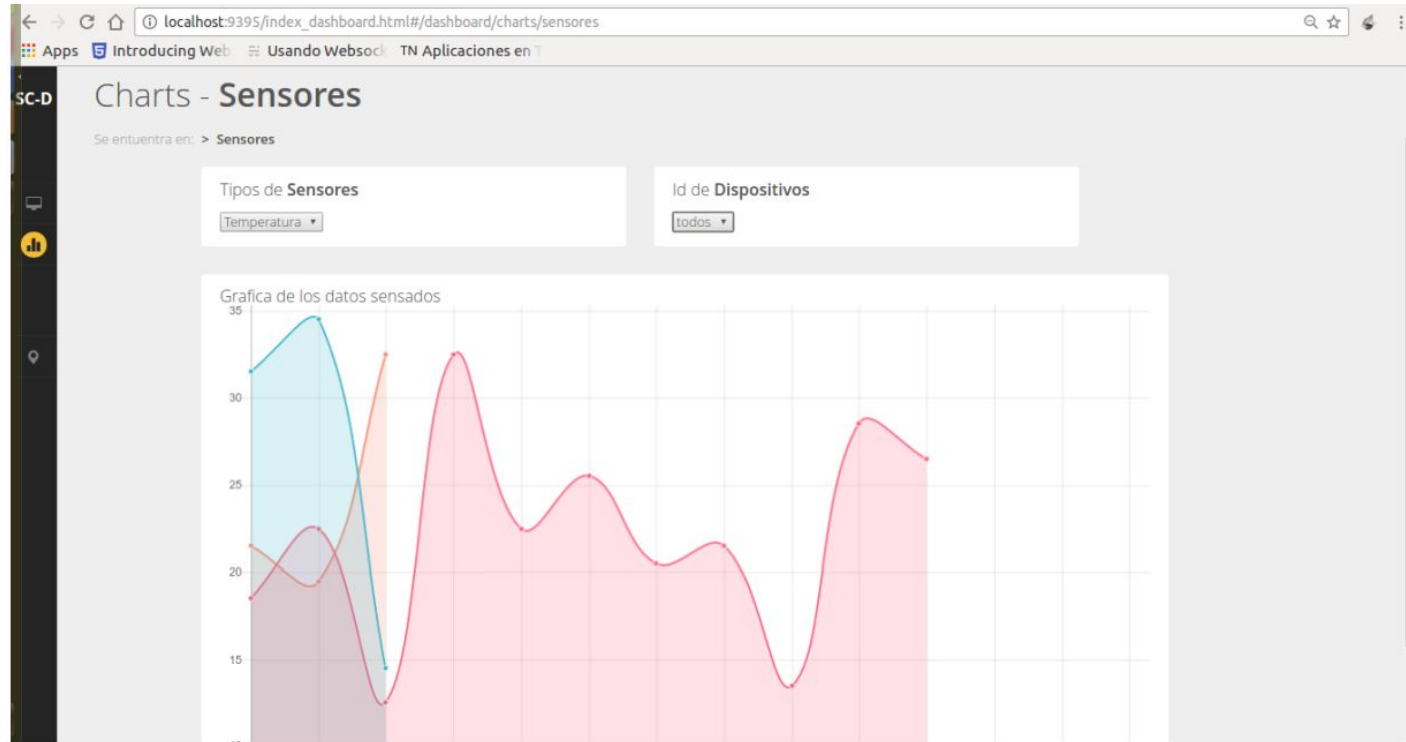 localhost:9395/index_dashboard.html#/dashboard/charts/sensores
Apps Introducing Web Usando Websock TN Aplicaciones en T
SC-D
Charts - Sensores
Se entuentra en: > Sensores
Tipos de Sensores
Id de Dispositivos
Temperatura
todos
Grafica de los datos sensados
35
30
25
20
15